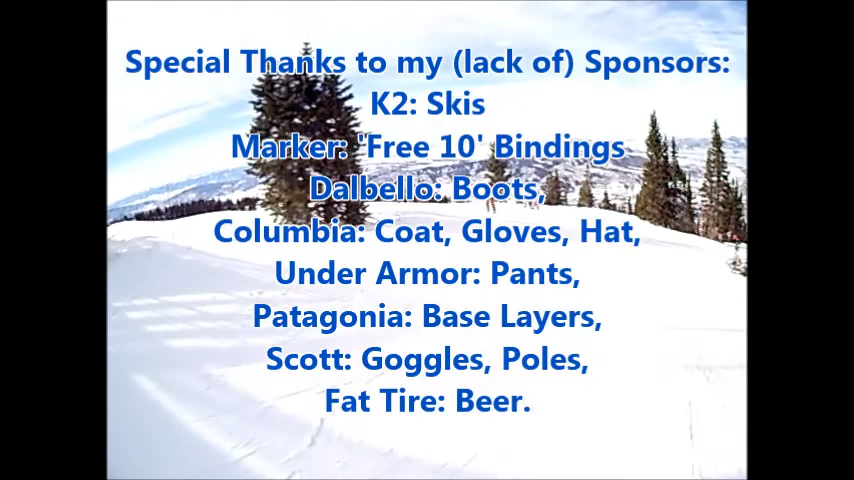 Special Thanks to my (lack of) Sponsors:
K2: Skis
Marker: 'Free 10' Bindings
Dalbello: Boots,
Columbia: Coat, Gloves, Hat,
Under Armor: Pants,
Patagonia: Base Layers,
Scott: Goggles, Poles,
Fat Tire: Beer.